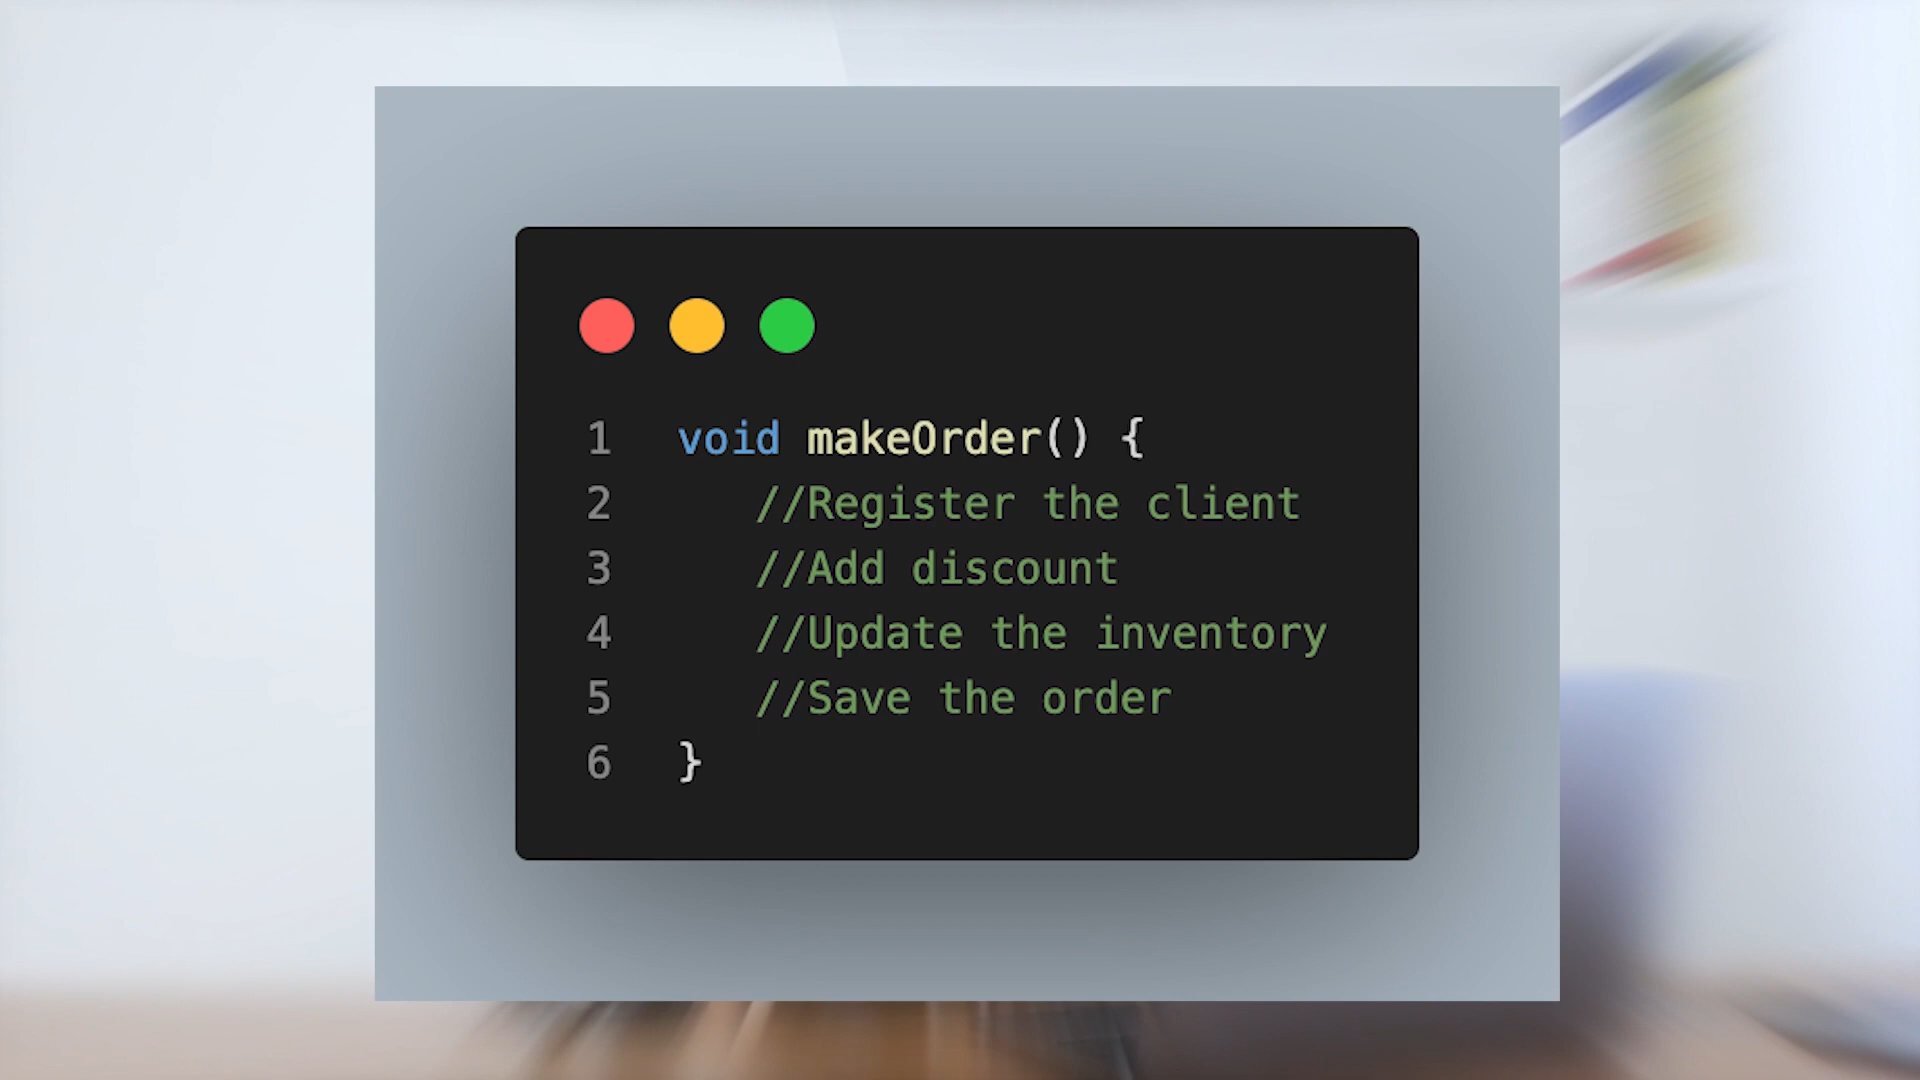 1 void makeOrder() {
2 //Register the client
3 //Add discount
4 //Update the inventory
5 //Save the order
6 }